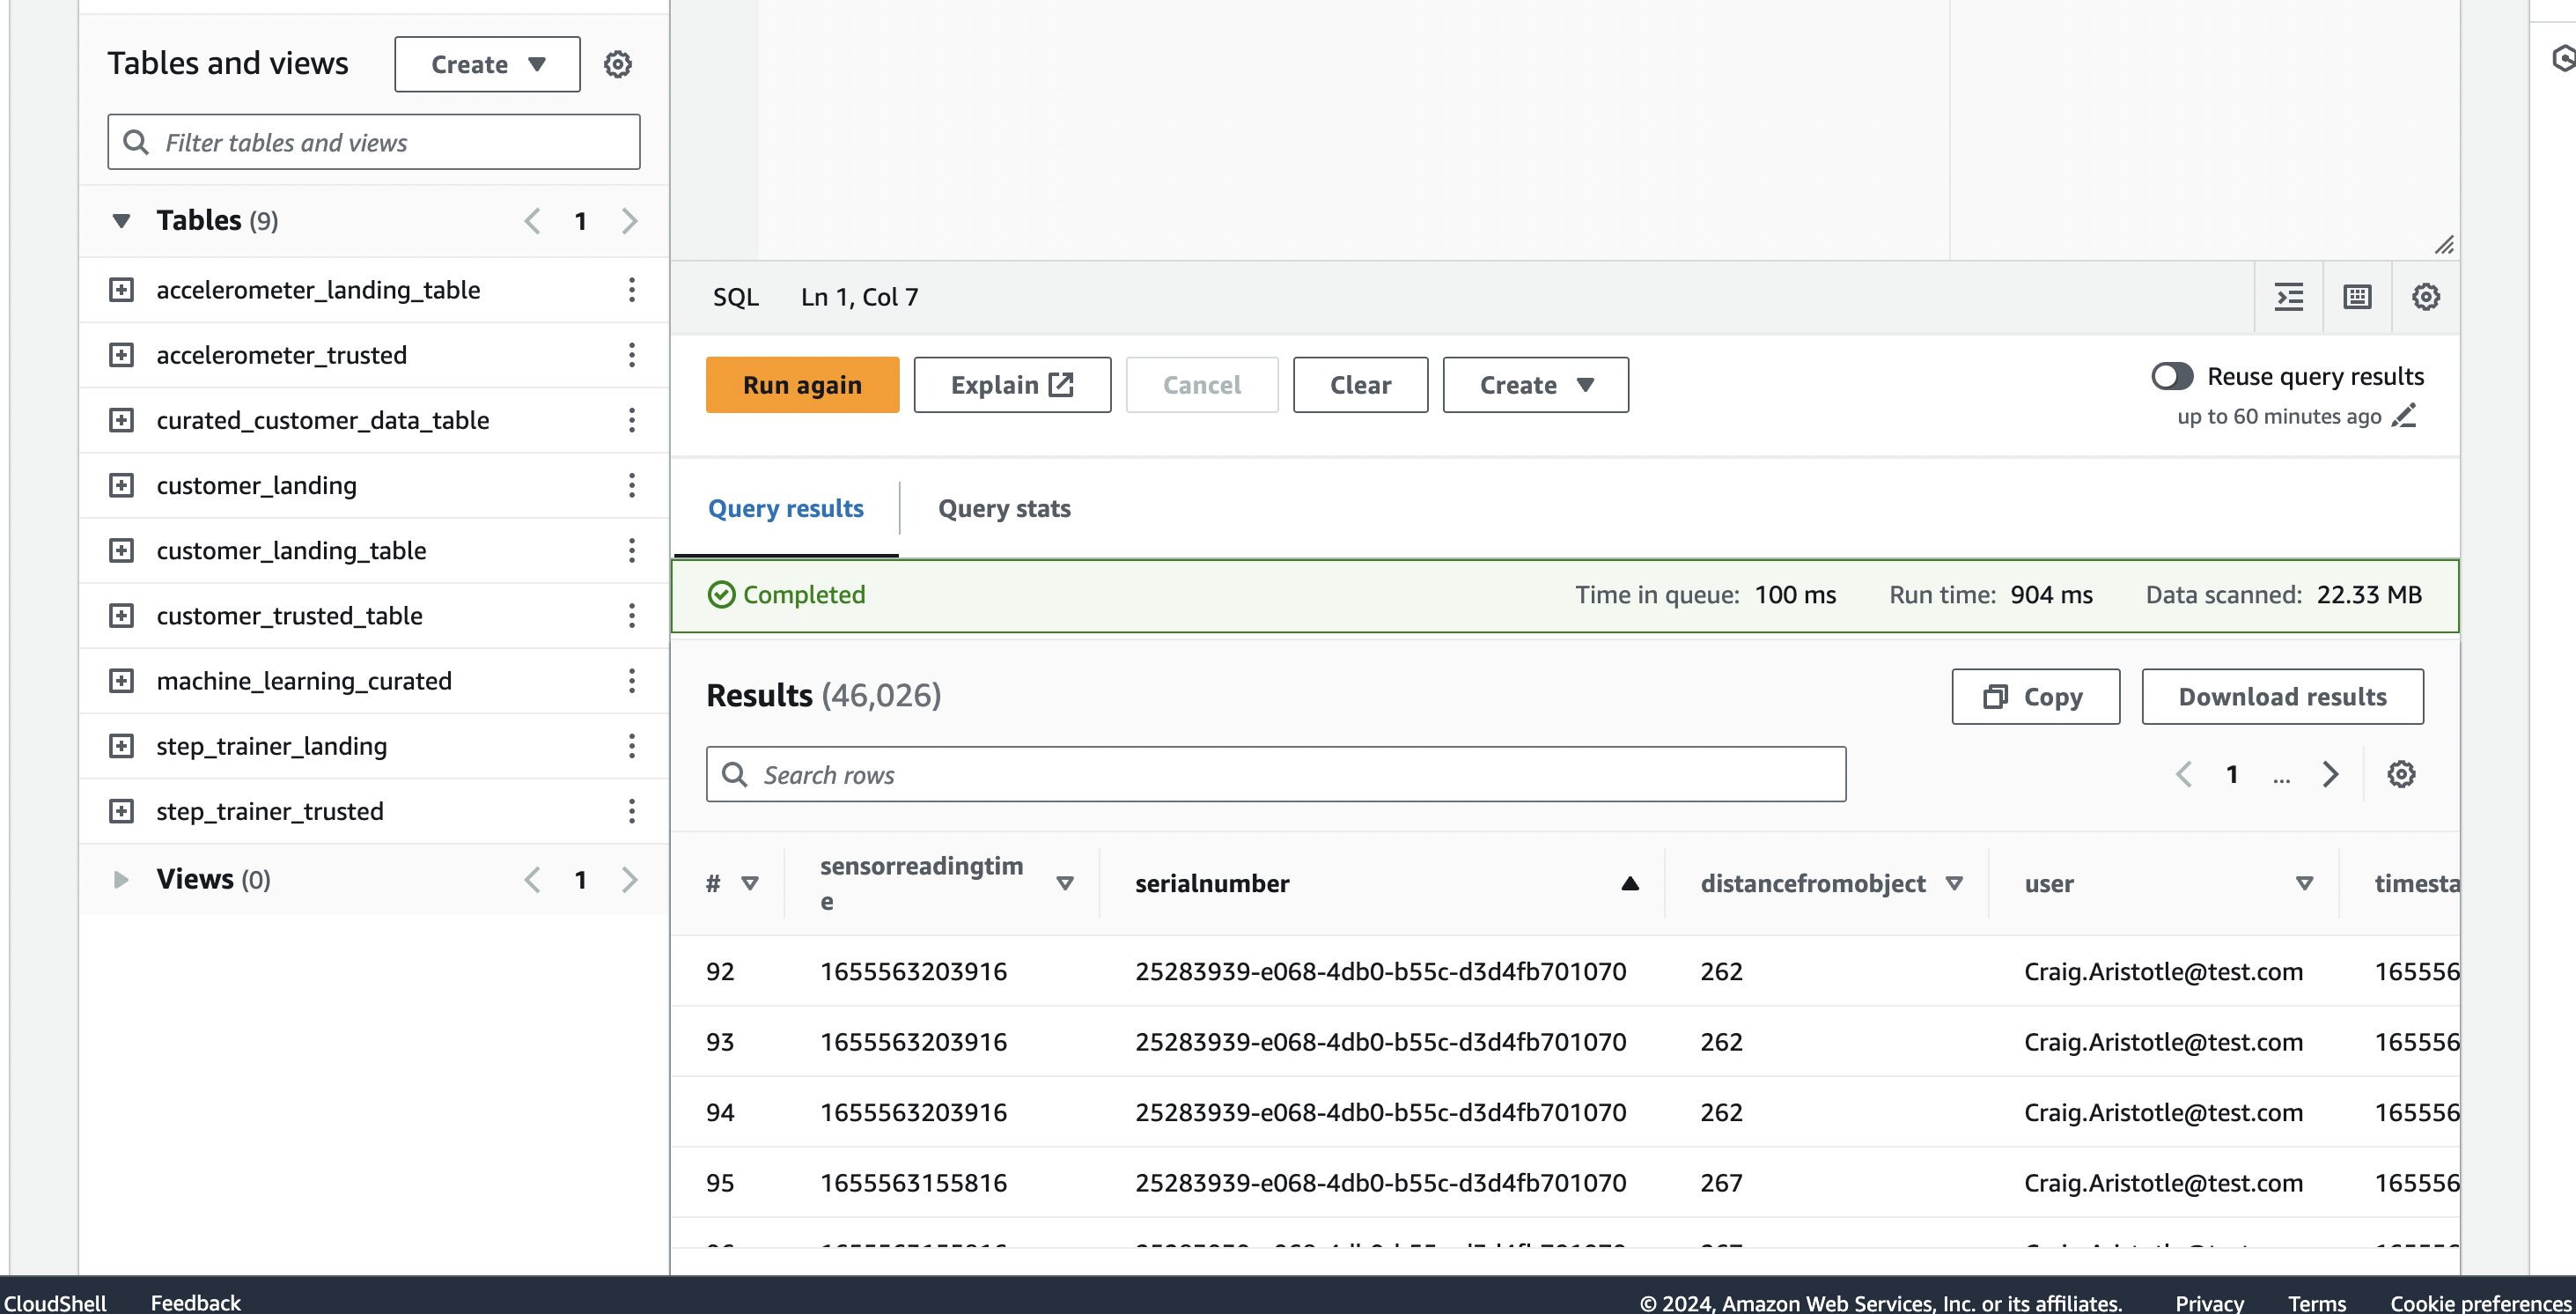 Tables and views
Create
Filter tables and views
Tables (9)
1
accelerometer_landing_table
accelerometer_trusted
curated_customer_data_table
customer_landing
customer_landing_table
customer_trusted_table
machine_learning_curated
step_trainer_landing
step_trainer_trusted
Views (0)
1
SQL Ln 1, Col 7
Run again Explain Cancel Clear Create
Reuse query results
up to 60 minutes ago
Query results Query stats
Completed Time in queue: 100 ms Run time: 904 ms Data scanned: 22.33 MB
Results (46,026)
Copy Download results
Search rows
1 ...
# sensorreadingtime serialnumber distancefromobject user timesta
92 1655563203916 25283939-e068-4db0-b55c-d3d4fb701070 262 Craig.Aristotle@test.com 165556
93 1655563203916 25283939-e068-4db0-b55c-d3d4fb701070 262 Craig.Aristotle@test.com 165556
94 1655563203916 25283939-e068-4db0-b55c-d3d4fb701070 262 Craig.Aristotle@test.com 165556
95 1655563155816 25283939-e068-4db0-b55c-d3d4fb701070 267 Craig.Aristotle@test.com 165556
CloudShell Feedback © 2024, Amazon Web Services, Inc. or its affiliates. Privacy Terms Cookie preferences